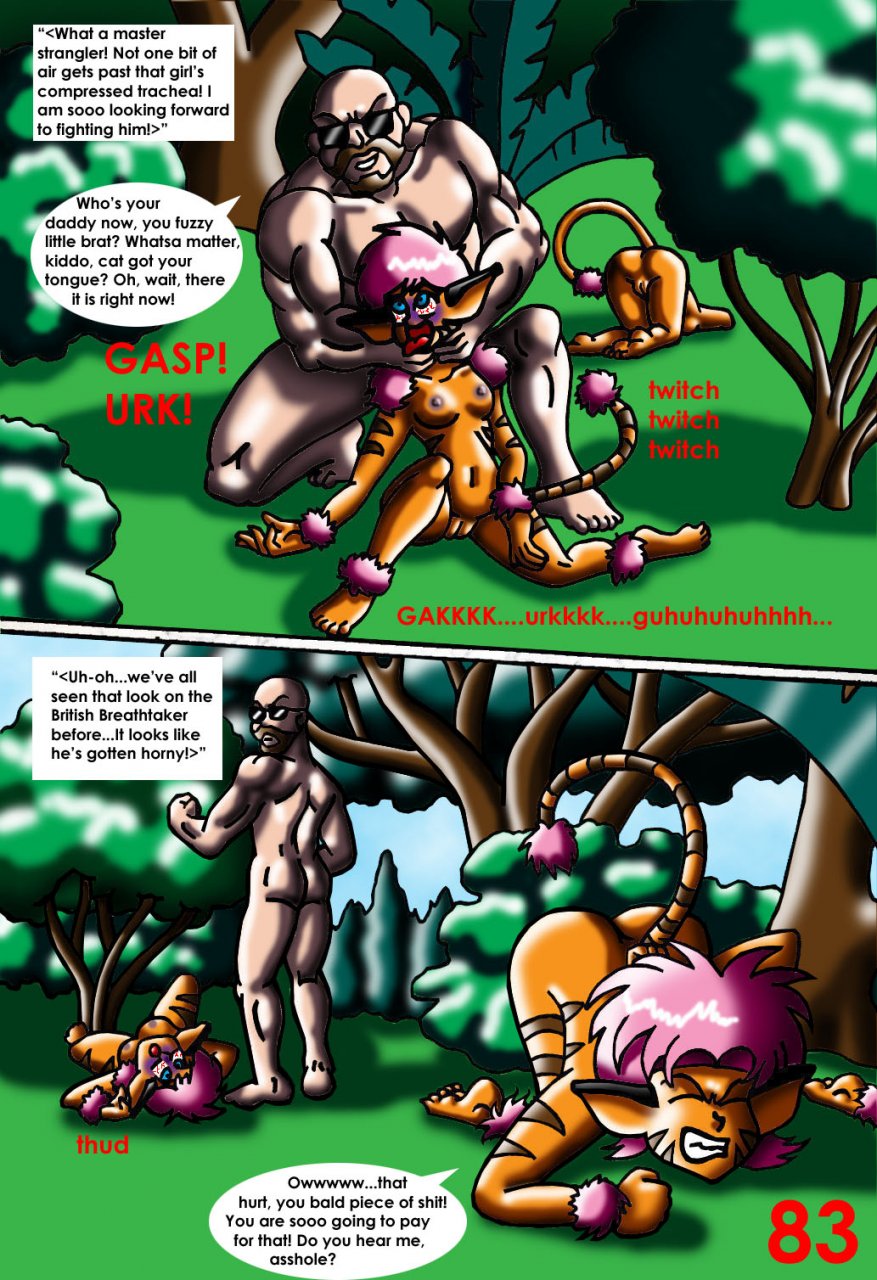 "<What a master
strangler! Not one bit of
air gets past that girl's
compressed trachea! I
am sooo looking forward
to fighting him!>"
Who's your
daddy now, you fuzzy
little brat? Whatsa matter,
kiddo, cat got your
tongue? Oh, wait, there
it is right now!
GASP!
URK!
twitch
twitch
twitch
GAKKKK....urkkkk....guhuhuhuhhhh...
"<Uh-oh...we've all
seen that look on the
British Breathtaker
before...It looks like
he's gotten horny!>"
thud
Owwwww...that
hurt, you bald piece of shit!
You are sooo going to pay
for that! Do you hear me,
asshole?
83